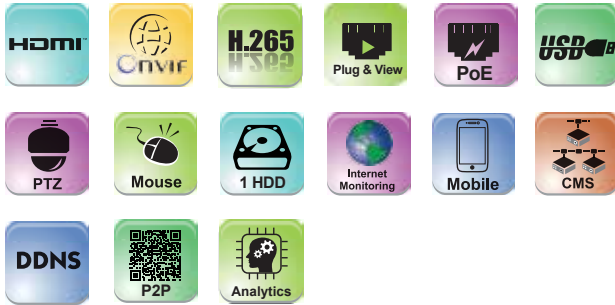 HDMI
Onvif
H.265
Plug & View
PoE
USB
PTZ
Mouse
1 HDD
Internet
Monitoring
Mobile
CMS
DDNS
P2P
Analytics